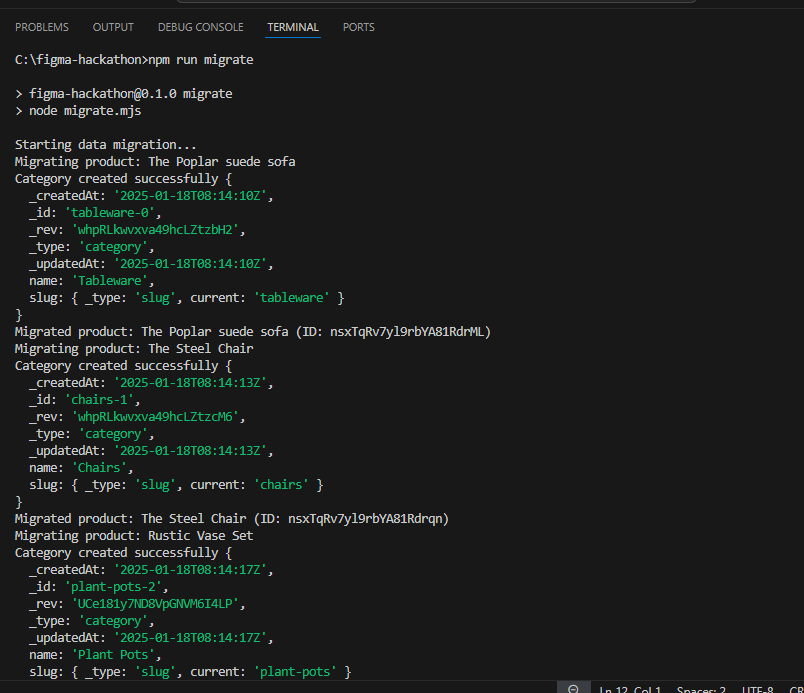 PROBLEMS OUTPUT DEBUG CONSOLE TERMINAL PORTS
C:\figma-hackathon>npm run migrate
> figma-hackathon@0.1.0 migrate
> node migrate.mjs
Starting data migration...
Migrating product: The Poplar suede sofa
Category created successfully {
  _createdAt: '2025-01-18T08:14:10Z',
  _id: 'tableware-0',
  _rev: 'whpRLkwvxva49hcLZtzbH2',
  _type: 'category',
  _updatedAt: '2025-01-18T08:14:10Z',
  name: 'Tableware',
  slug: { _type: 'slug', current: 'tableware' }
}
Migrated product: The Poplar suede sofa (ID: nsxTqRv7yl9rbYA81RdrML)
Migrating product: The Steel Chair
Category created successfully {
  _createdAt: '2025-01-18T08:14:13Z',
  _id: 'chairs-1',
  _rev: 'whpRLkwvxva49hcLZtzcM6',
  _type: 'category',
  _updatedAt: '2025-01-18T08:14:13Z',
  name: 'Chairs',
  slug: { _type: 'slug', current: 'chairs' }
}
Migrated product: The Steel Chair (ID: nsxTqRv7yl9rbYA81Rdrqn)
Migrating product: Rustic Vase Set
Category created successfully {
  _createdAt: '2025-01-18T08:14:17Z',
  _id: 'plant-pots-2',
  _rev: 'UCe181y7ND8VpGNVM6I4LP',
  _type: 'category',
  _updatedAt: '2025-01-18T08:14:17Z',
  name: 'Plant Pots',
  slug: { _type: 'slug', current: 'plant-pots' }
Ln 12, Col 1 Spaces: 2 UTF-8